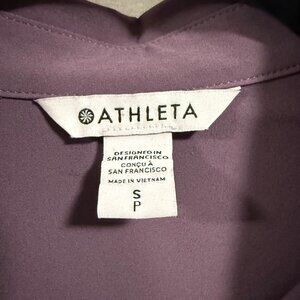 ATHLETA
DESIGNED IN
SAN FRANCISCO
CONÇU À
SAN FRANCISCO
MADE IN VIETNAM
S
P